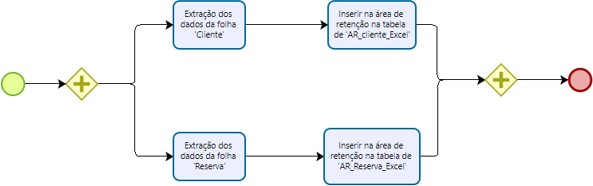 Extração dos
dados da folha
'Cliente'
Inserir na área de
retenção na tabela
de 'AR_cliente_Excel'
Extração dos
dados da folha
'Reserva'
Inserir na área de
retenção na tabela de
'AR_Reserva_Excel'